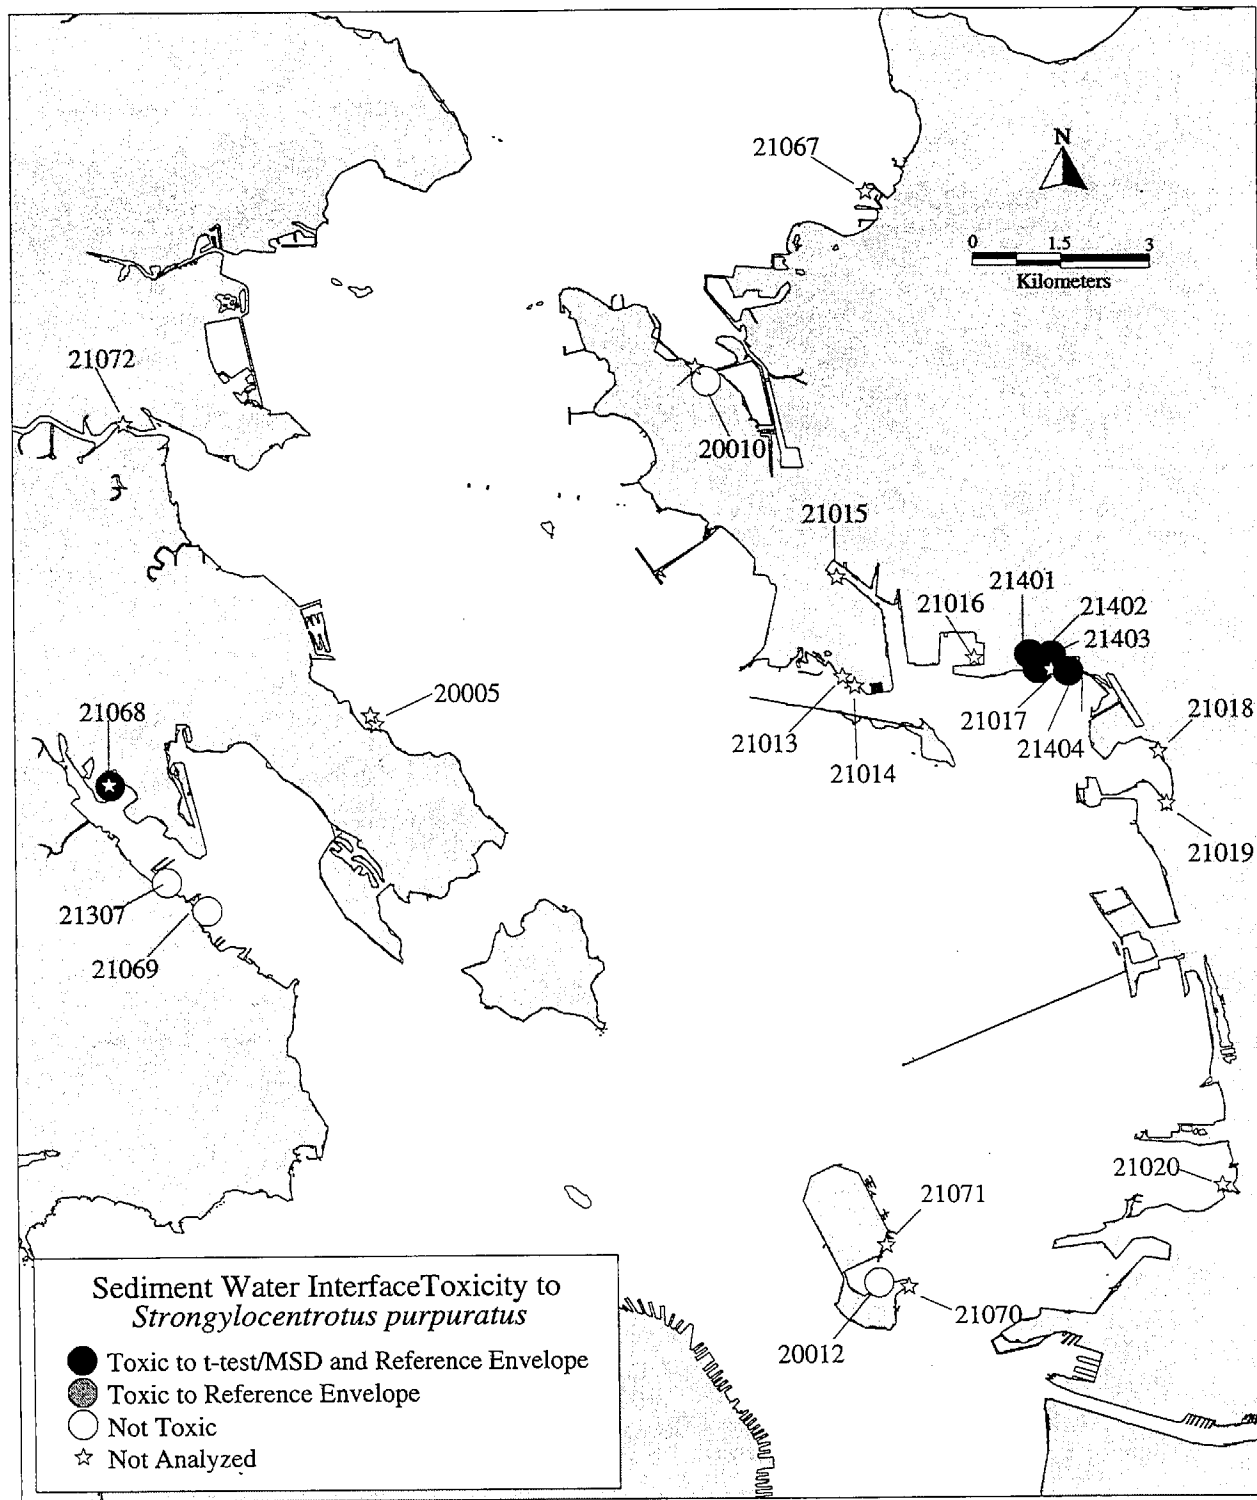 21067
N
0 1.5 3
Kilometers
21072
20010
21015
21401
21016
21402
21403
20005
21068
21017
21404
21018
21013
21014
21019
21307
21069
21020
21071
21070
20012
Sediment Water InterfaceToxicity to
Strongylocentrotus purpuratus
Toxic to t-test/MSD and Reference Envelope
Toxic to Reference Envelope
Not Toxic
Not Analyzed